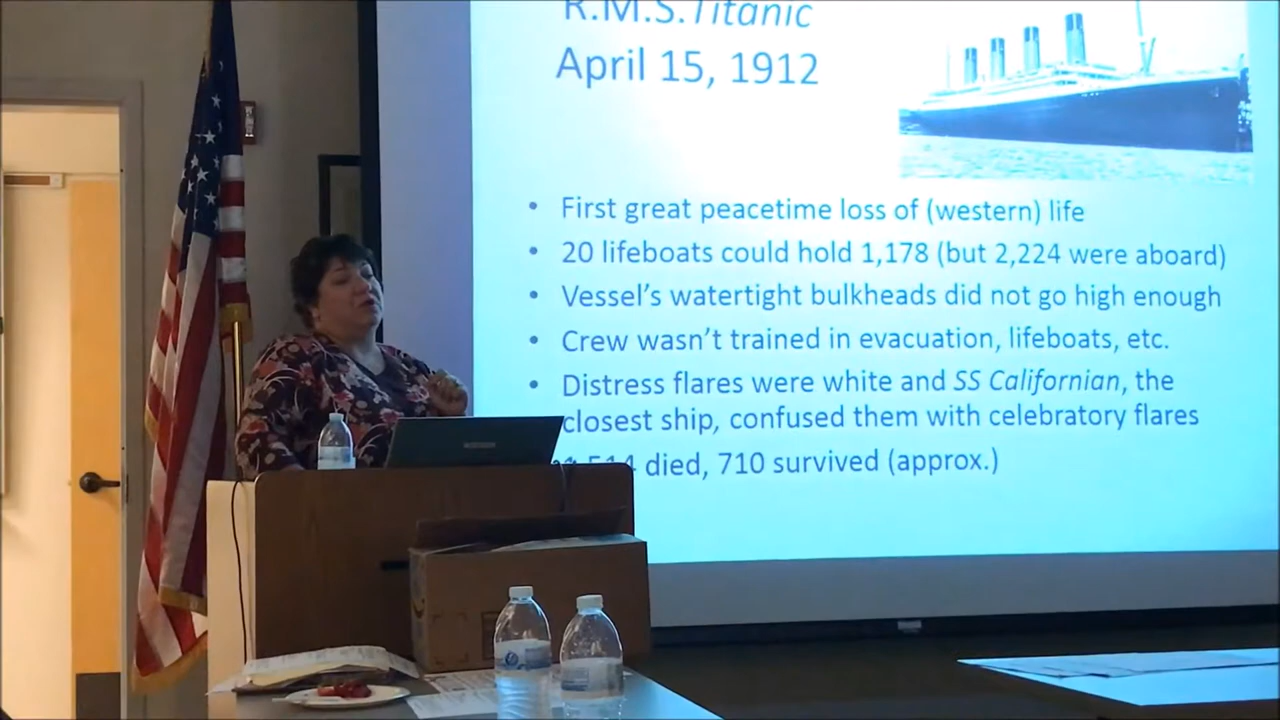 R.M.S. Titanic
April 15, 1912
• First great peacetime loss of (western) life
• 20 lifeboats could hold 1,178 (but 2,224 were aboard)
• Vessel's watertight bulkheads did not go high enough
• Crew wasn't trained in evacuation, lifeboats, etc.
• Distress flares were white and SS Californian, the
closest ship, confused them with celebratory flares
died, 710 survived (approx.)